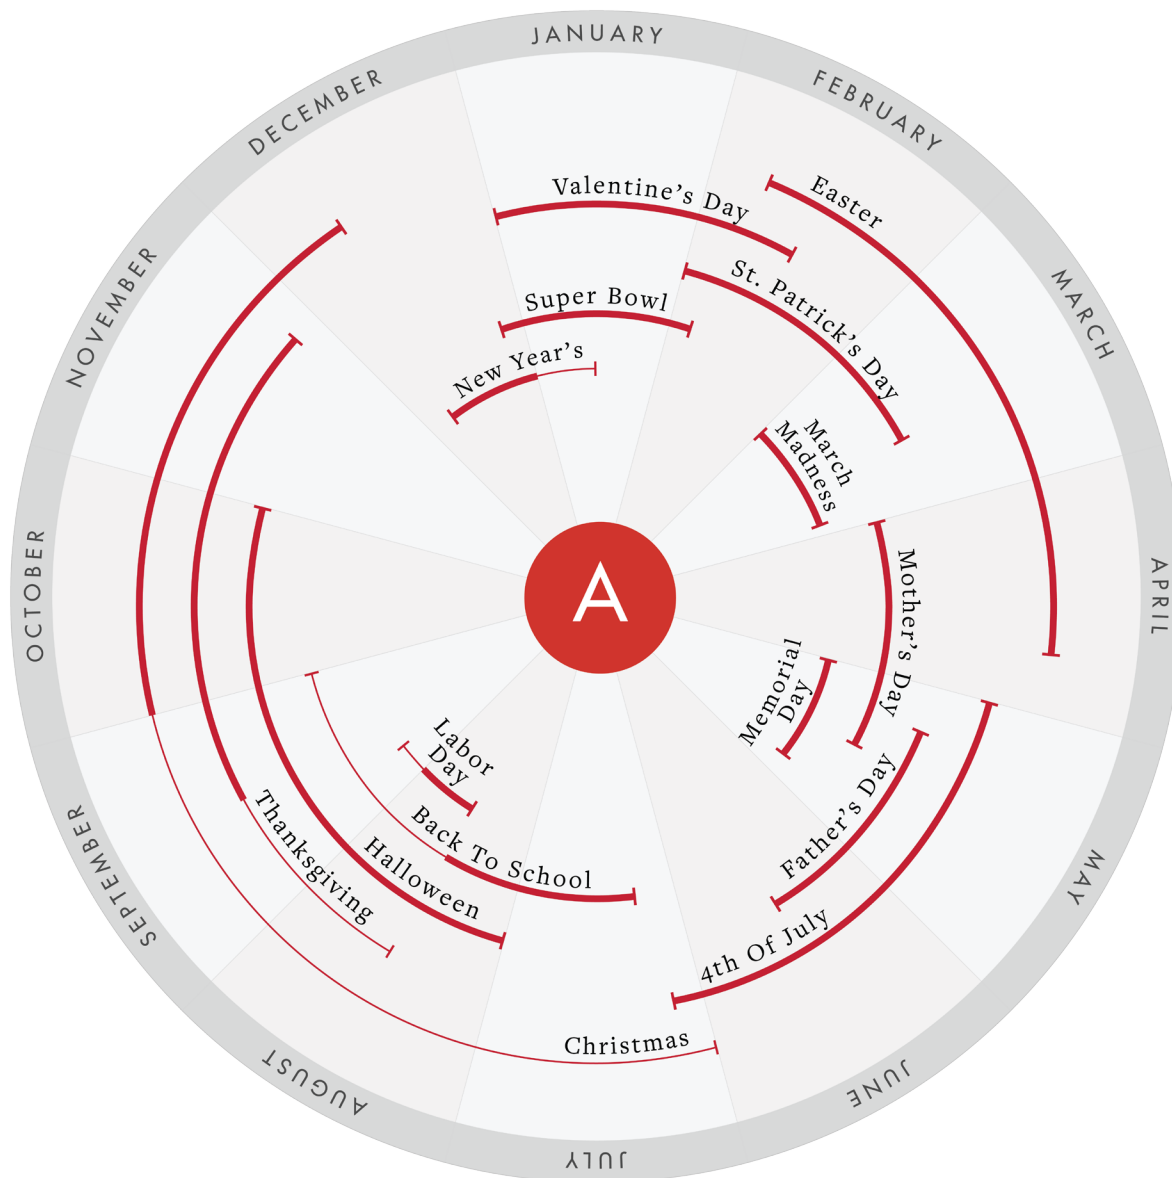 JANUARY
FEBRUARY
MARCH
APRIL
MAY
JUNE
JULY
AUGUST
SEPTEMBER
OCTOBER
NOVEMBER
DECEMBER
Valentine’s Day
Easter
Super Bowl
St. Patrick’s Day
New Year’s
March
Madness
Mother’s Day
A
Memorial
Day
Father’s Day
4th Of July
Labor
Day
Back To School
Halloween
Thanksgiving
Christmas